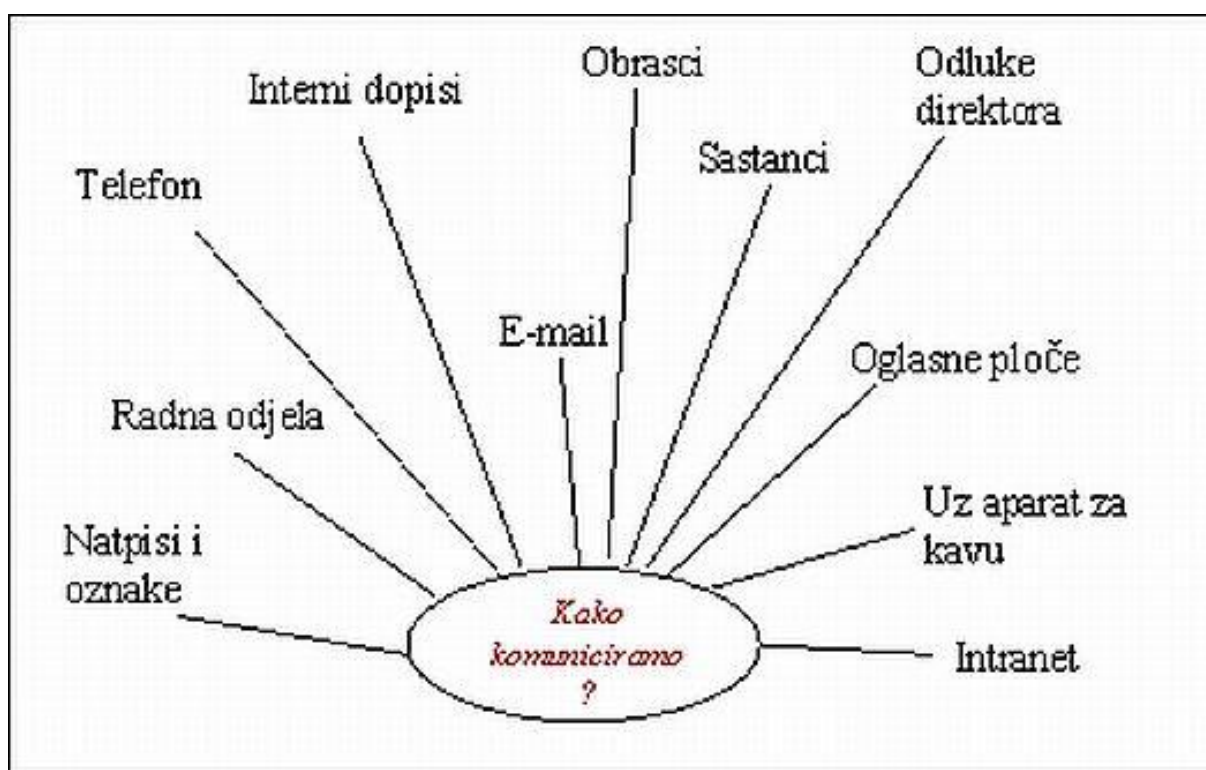 Obrasci
Odluke
direktora
Interni dopisi
Sastanci
Telefon
E-mail
Oglasne ploče
Radna odjela
Uz aparat za
kavu
Natpisi i
oznake
Intranet
Kako
komuniciramo
?